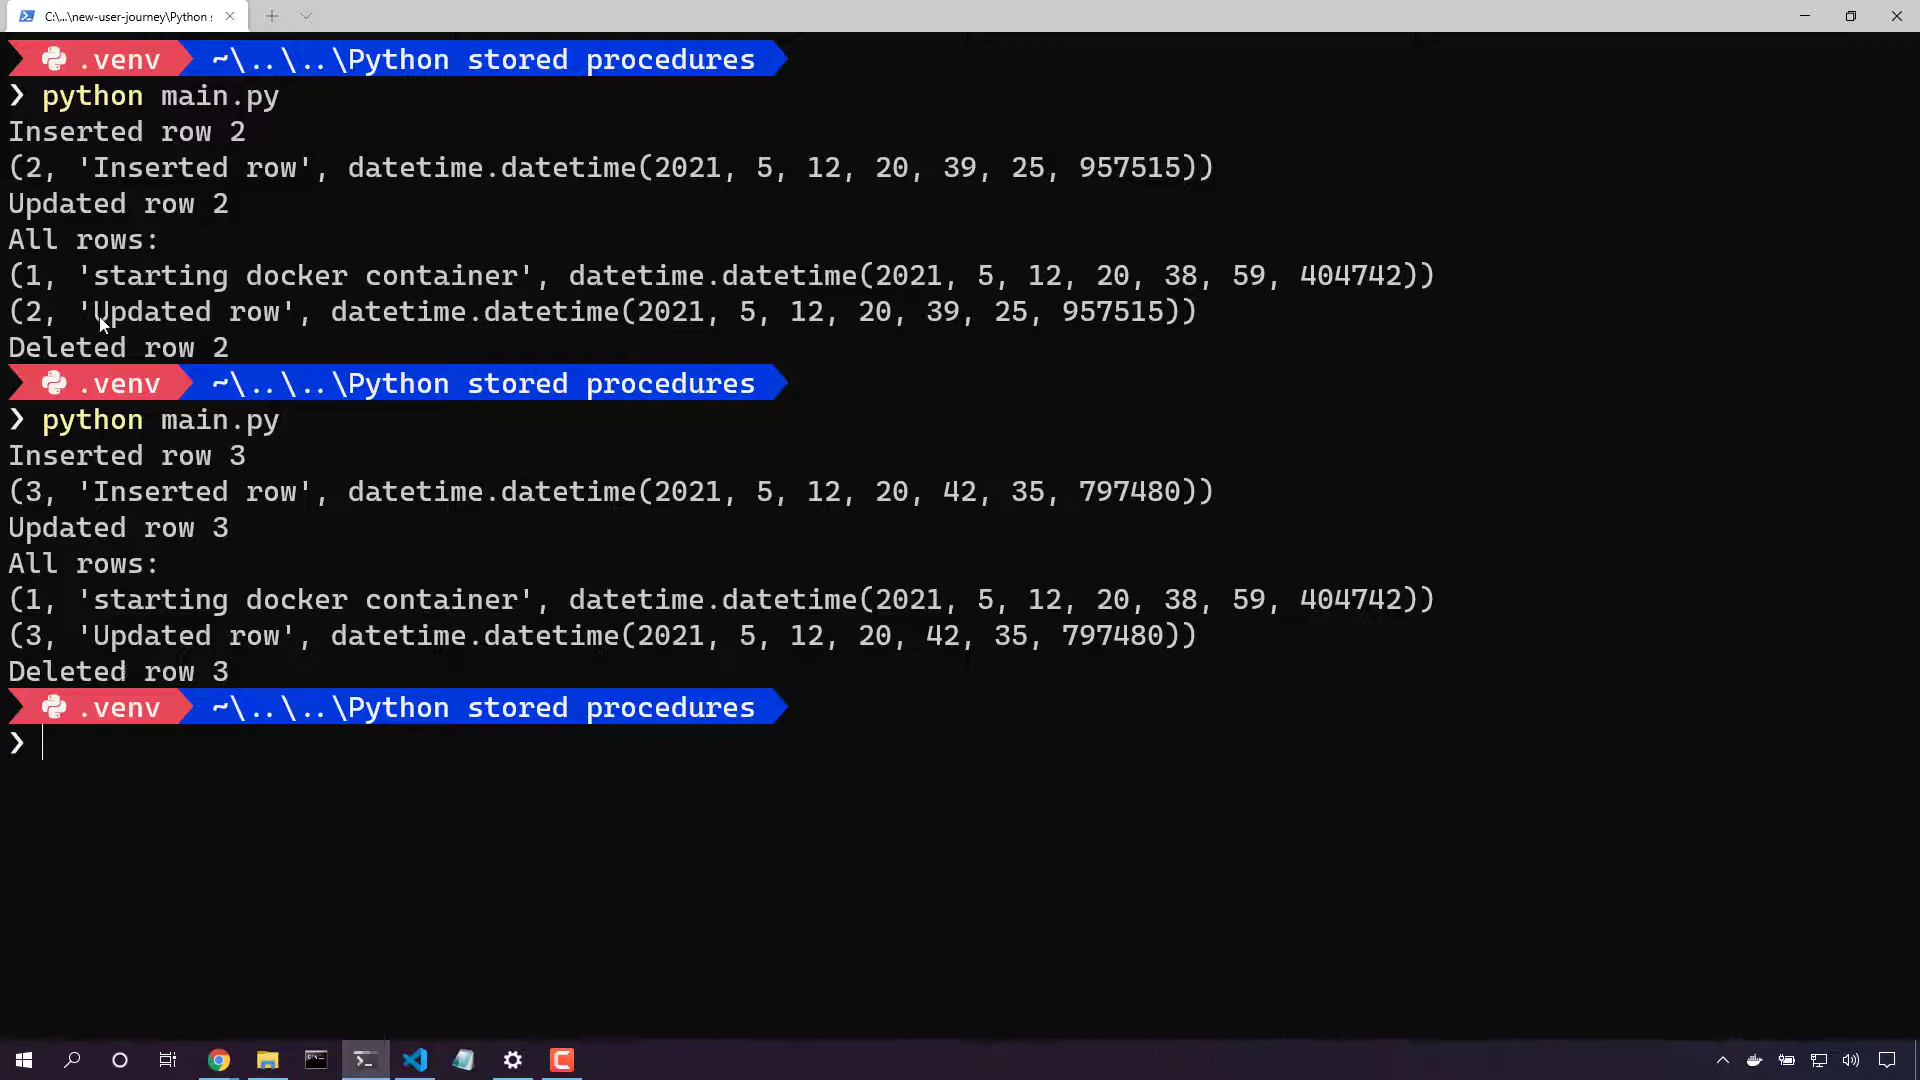 C:\...\new-user-journey\Python s
.venv ~\..\..\Python stored procedures
❯ python main.py
Inserted row 2
(2, 'Inserted row', datetime.datetime(2021, 5, 12, 20, 39, 25, 957515))
Updated row 2
All rows:
(1, 'starting docker container', datetime.datetime(2021, 5, 12, 20, 38, 59, 404742))
(2, 'Updated row', datetime.datetime(2021, 5, 12, 20, 39, 25, 957515))
Deleted row 2
.venv ~\..\..\Python stored procedures
❯ python main.py
Inserted row 3
(3, 'Inserted row', datetime.datetime(2021, 5, 12, 20, 42, 35, 797480))
Updated row 3
All rows:
(1, 'starting docker container', datetime.datetime(2021, 5, 12, 20, 38, 59, 404742))
(3, 'Updated row', datetime.datetime(2021, 5, 12, 20, 42, 35, 797480))
Deleted row 3
.venv ~\..\..\Python stored procedures
❯